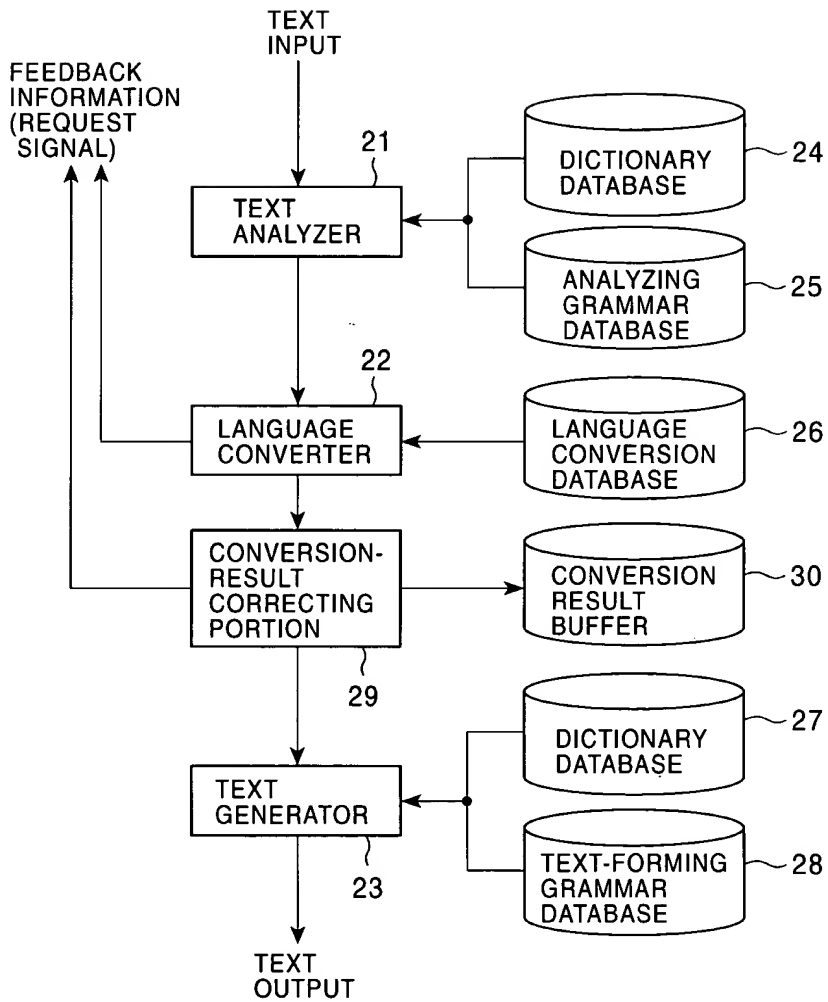 TEXT
INPUT
FEEDBACK
INFORMATION
(REQUEST
SIGNAL)
21
TEXT
ANALYZER
DICTIONARY
DATABASE
24
ANALYZING
GRAMMAR
DATABASE
25
22
LANGUAGE
CONVERTER
LANGUAGE
CONVERSION
DATABASE
26
CONVERSION-
RESULT
CORRECTING
PORTION
29
CONVERSION
RESULT
BUFFER
30
DICTIONARY
DATABASE
27
TEXT
GENERATOR
23
TEXT-FORMING
GRAMMAR
DATABASE
28
TEXT
OUTPUT